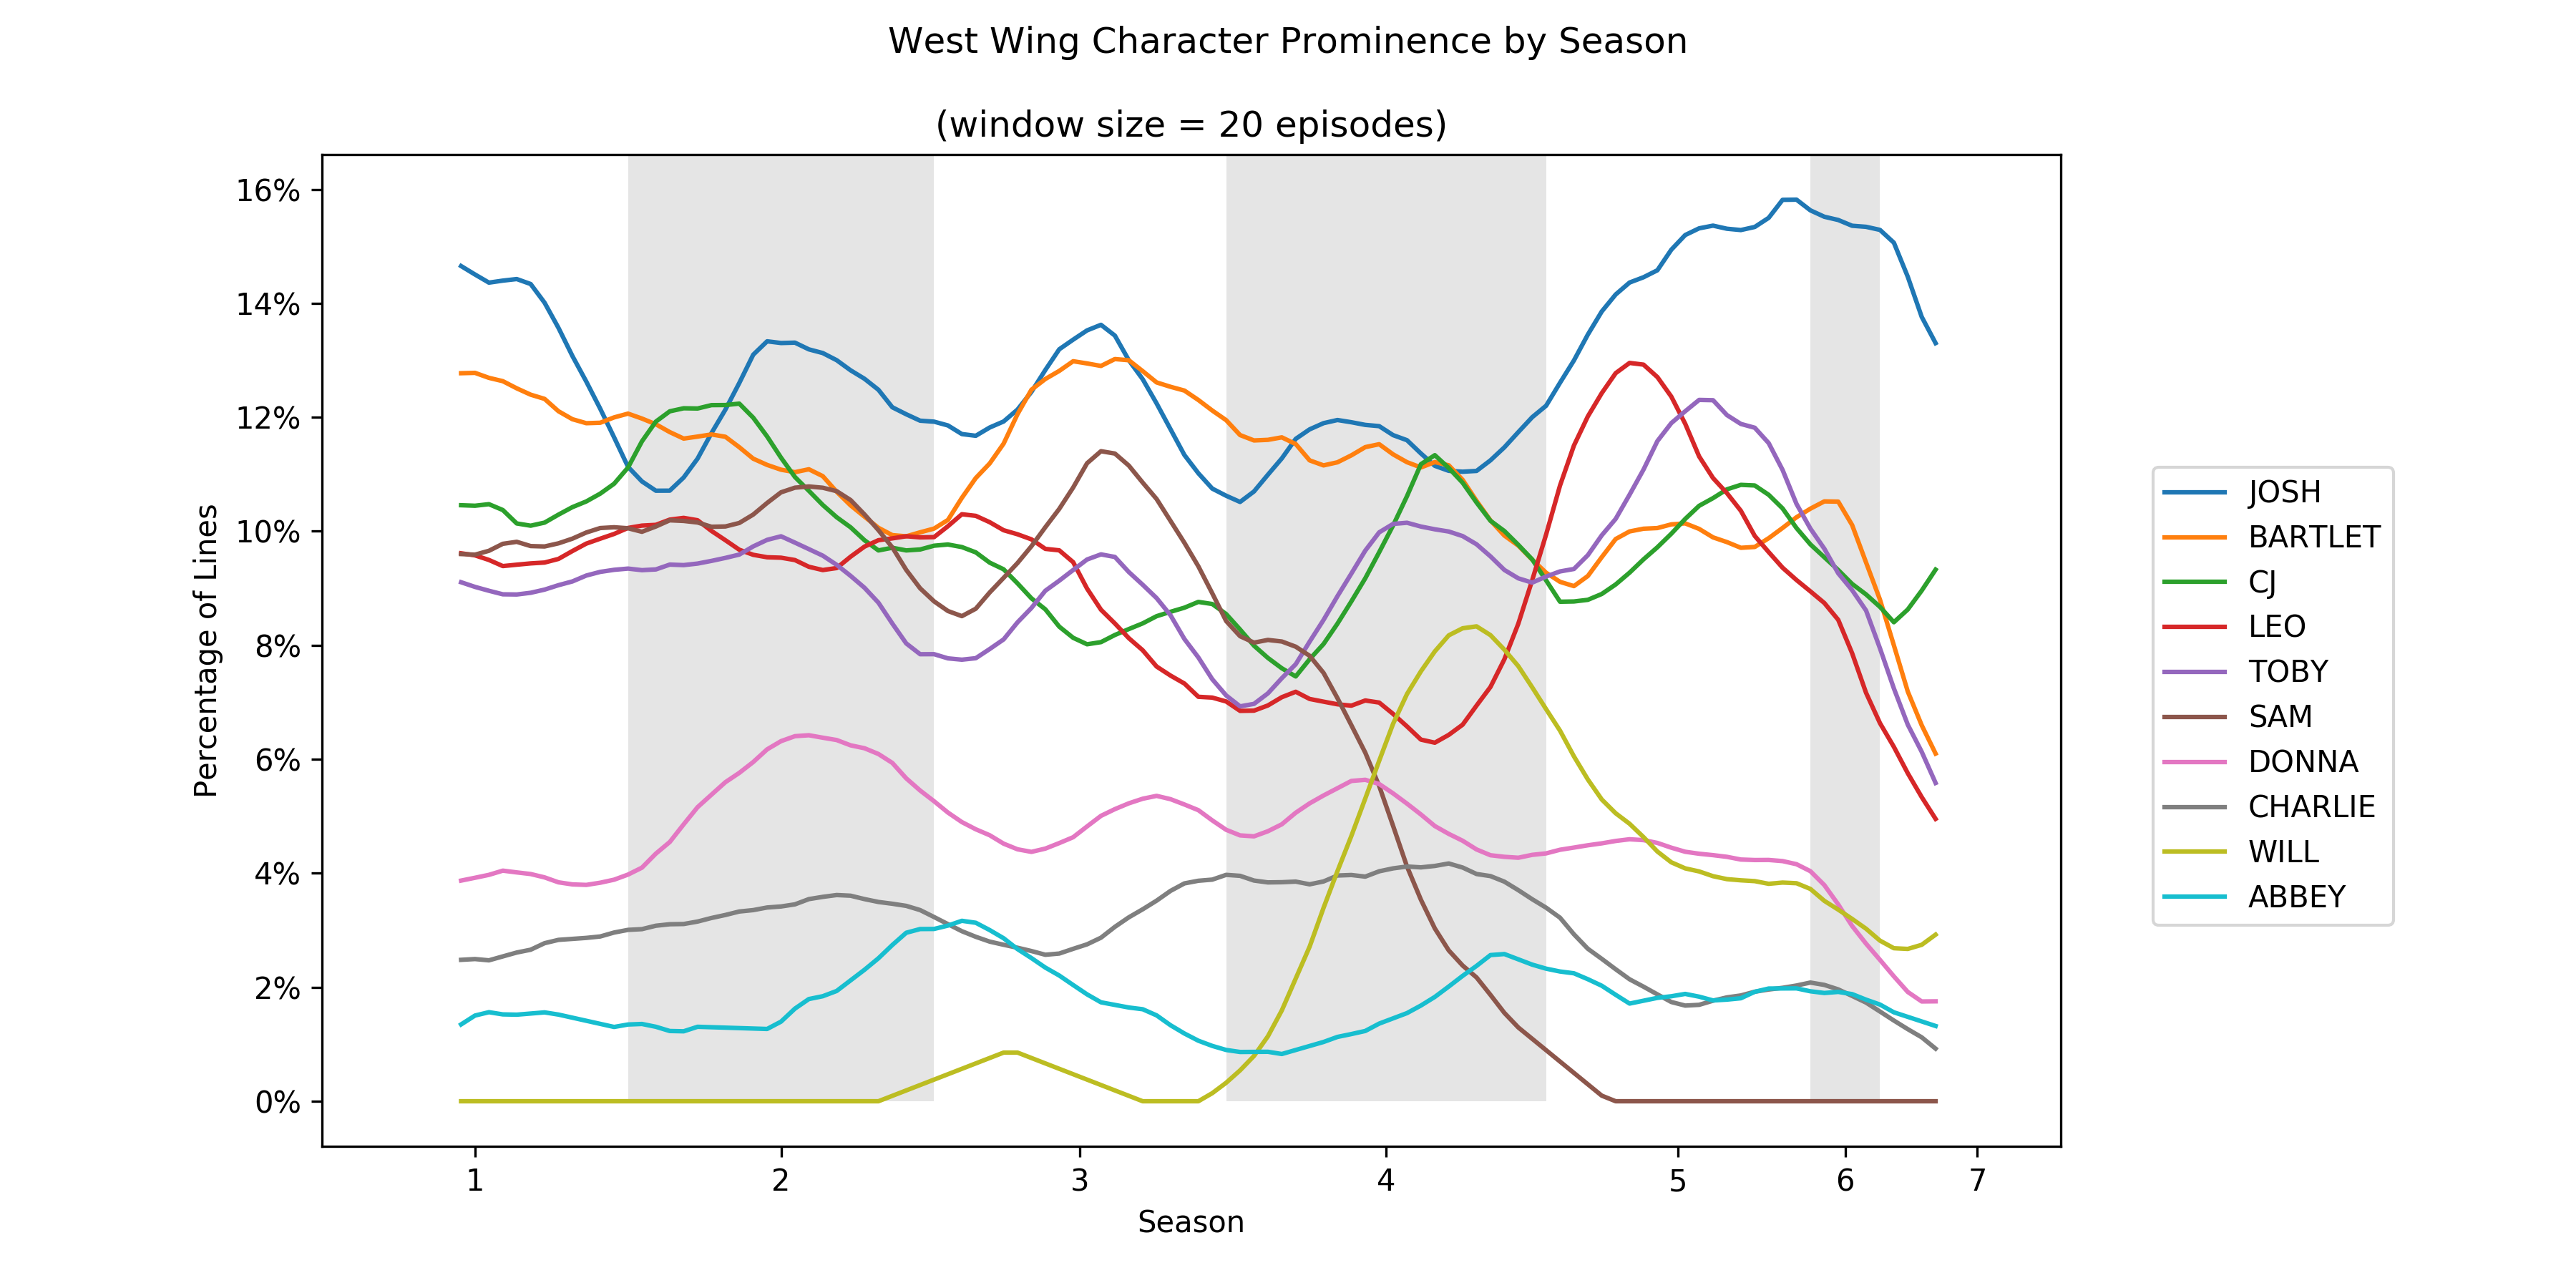 West Wing Character Prominence by Season
(window size = 20 episodes)
16%
14%
12%
10%
8%
6%
4%
2%
0%
Percentage of Lines
1 2 3 4 5 6 7
Season
JOSH
BARTLET
CJ
LEO
TOBY
SAM
DONNA
CHARLIE
WILL
ABBEY